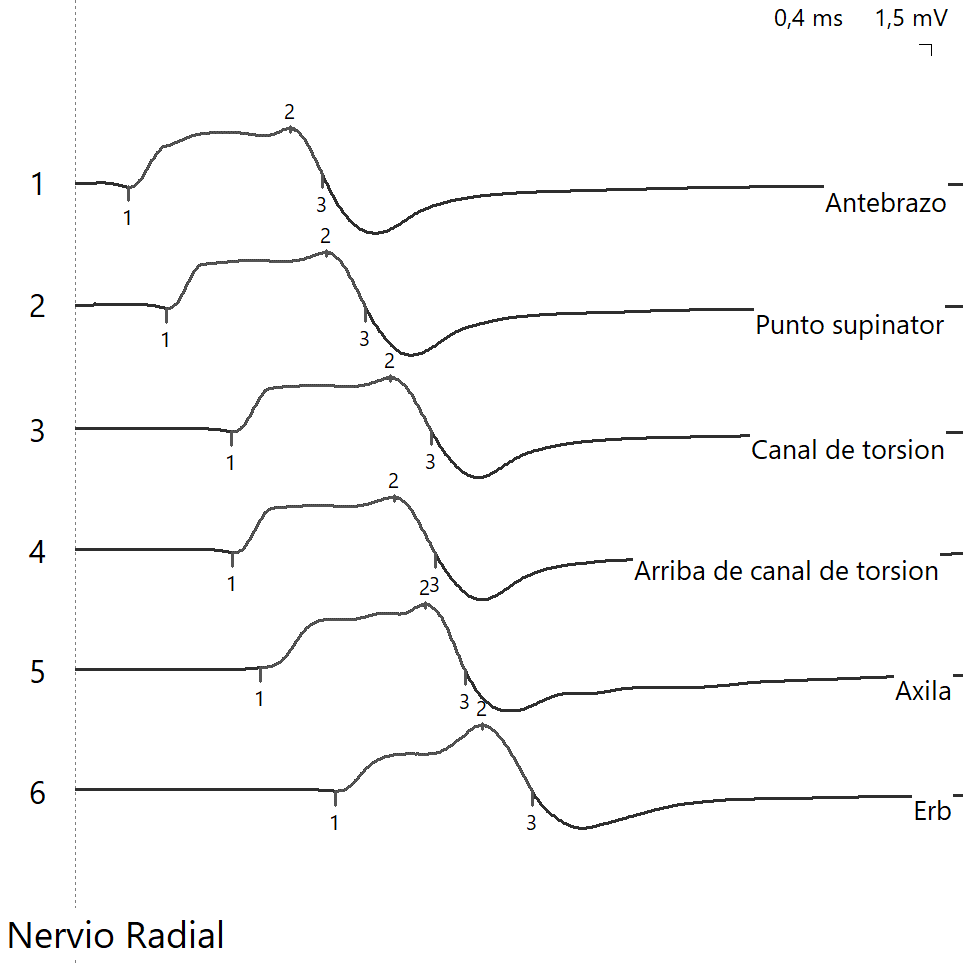 0,4 ms 1,5 mV
2
1
1 3 Antebrazo
2
2
1 3 Punto supinator
2
3
1 3 Canal de torsion
2
4
1 Arriba de canal de torsion
23
5
1 3 Axila
2
6
1 3 Erb
Nervio Radial